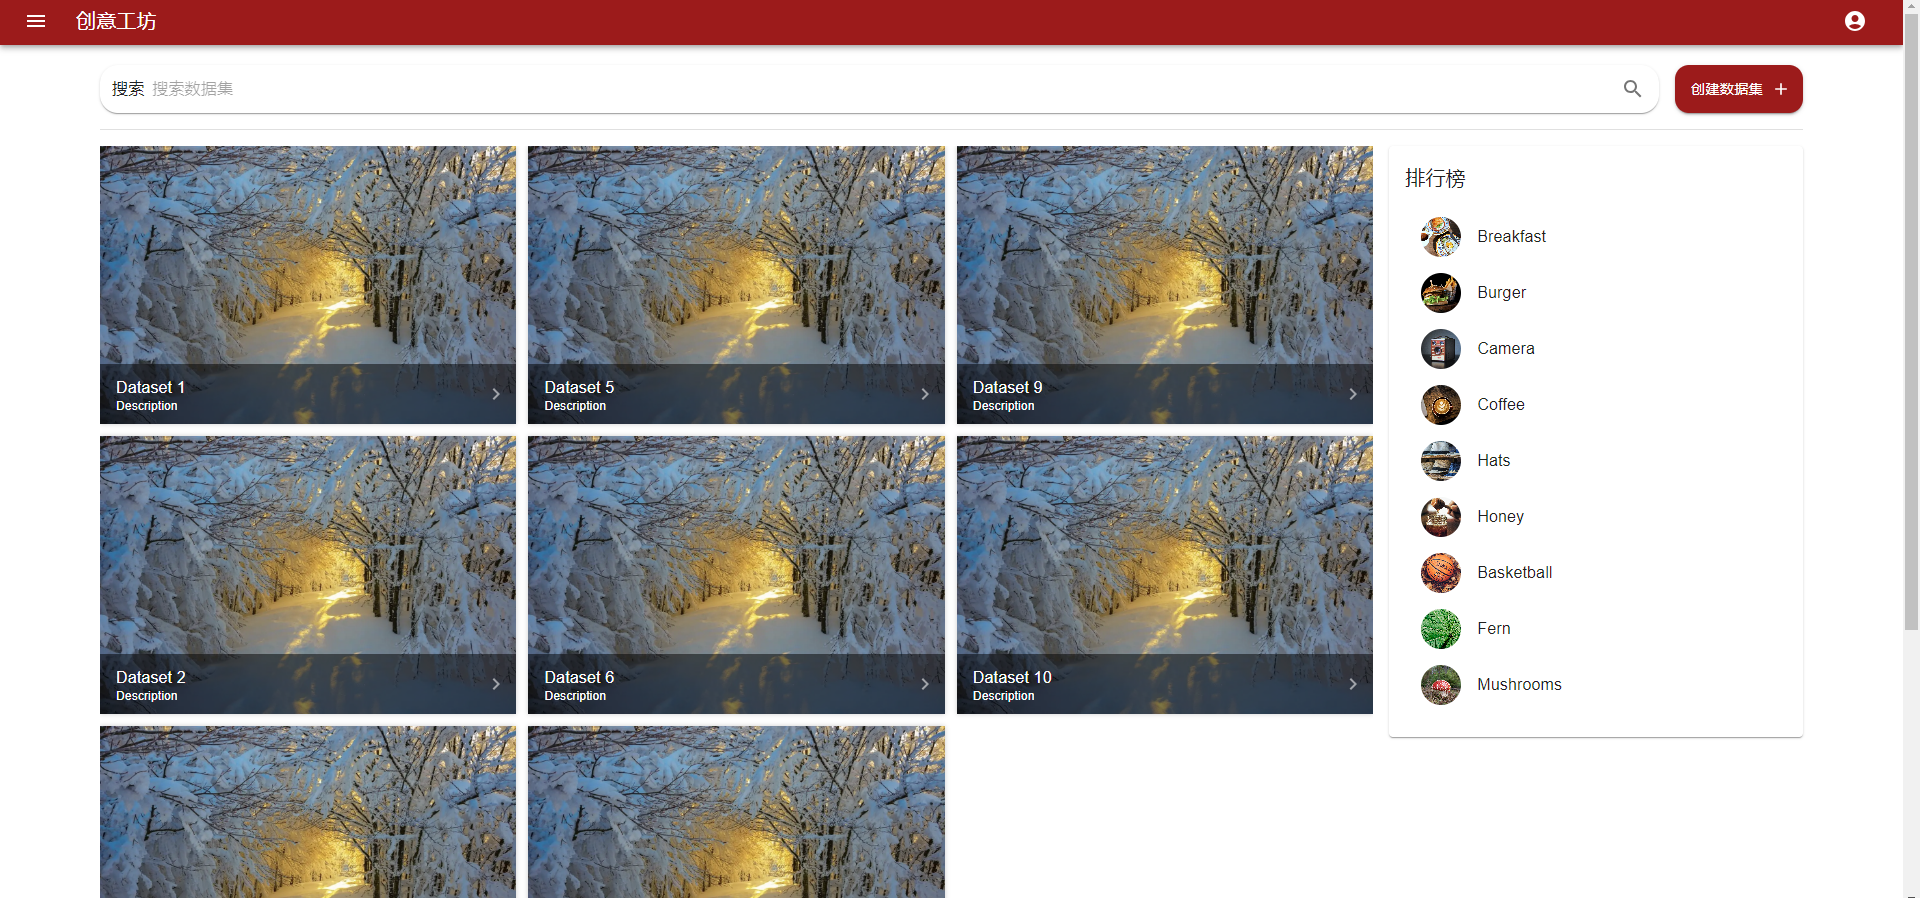 创意工坊
搜索 搜索数据集
创建数据集
Dataset 1
Description
Dataset 5
Description
Dataset 9
Description
Dataset 2
Description
Dataset 6
Description
Dataset 10
Description
排行榜
Breakfast
Burger
Camera
Coffee
Hats
Honey
Basketball
Fern
Mushrooms